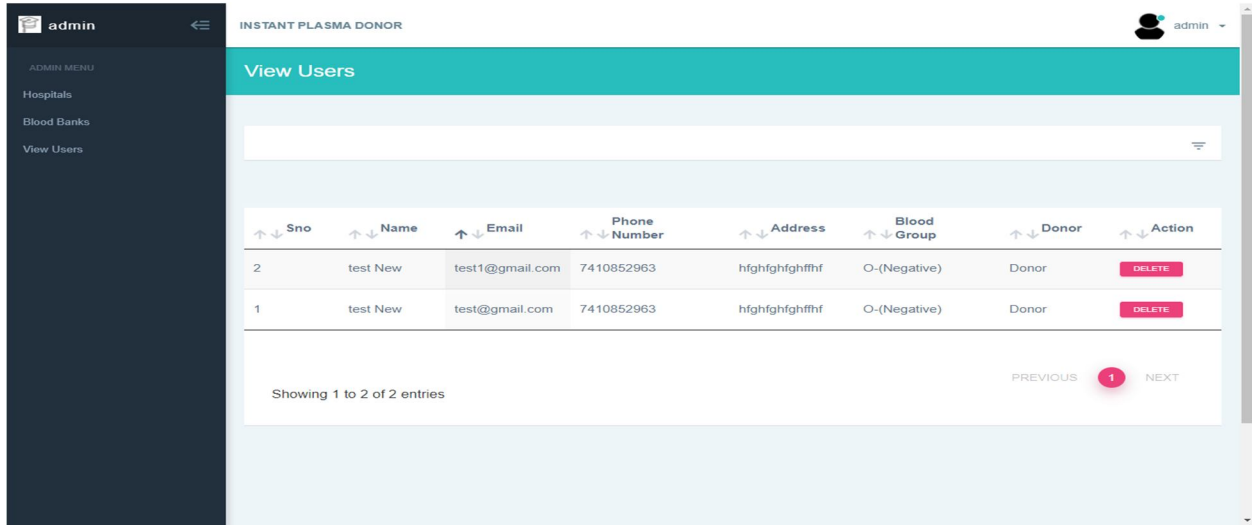 admin
INSTANT PLASMA DONOR
admin
ADMIN MENU
Hospitals
Blood Banks
View Users
View Users
Sno Name Email Phone Number Address Blood Group Donor Action
2 test New test1@gmail.com 7410852963 hfghfghfghffhf O-(Negative) Donor DELETE
1 test New test@gmail.com 7410852963 hfghfghfghffhf O-(Negative) Donor DELETE
PREVIOUS 1 NEXT
Showing 1 to 2 of 2 entries